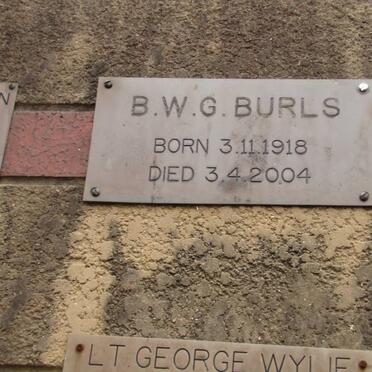 B.W.G. BURLS
BORN 3.11.1918
DIED 3.4.2004
LT. GEORGE WYLIE